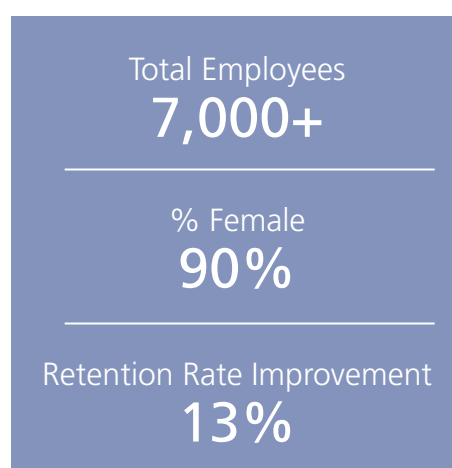 Total Employees
7,000+
% Female
90%
Retention Rate Improvement
13%